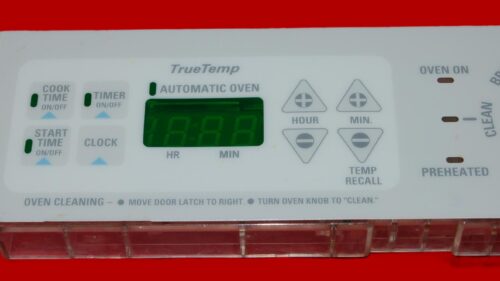 TrueTemp
COOK TIME ON/OFF
TIMER ON/OFF
AUTOMATIC OVEN
START TIME ON/OFF
CLOCK
HR
MIN
HOUR
MIN.
TEMP RECALL
OVEN ON
CLEAN
PREHEATED
OVEN CLEANING – • MOVE DOOR LATCH TO RIGHT • TURN OVEN KNOB TO "CLEAN."